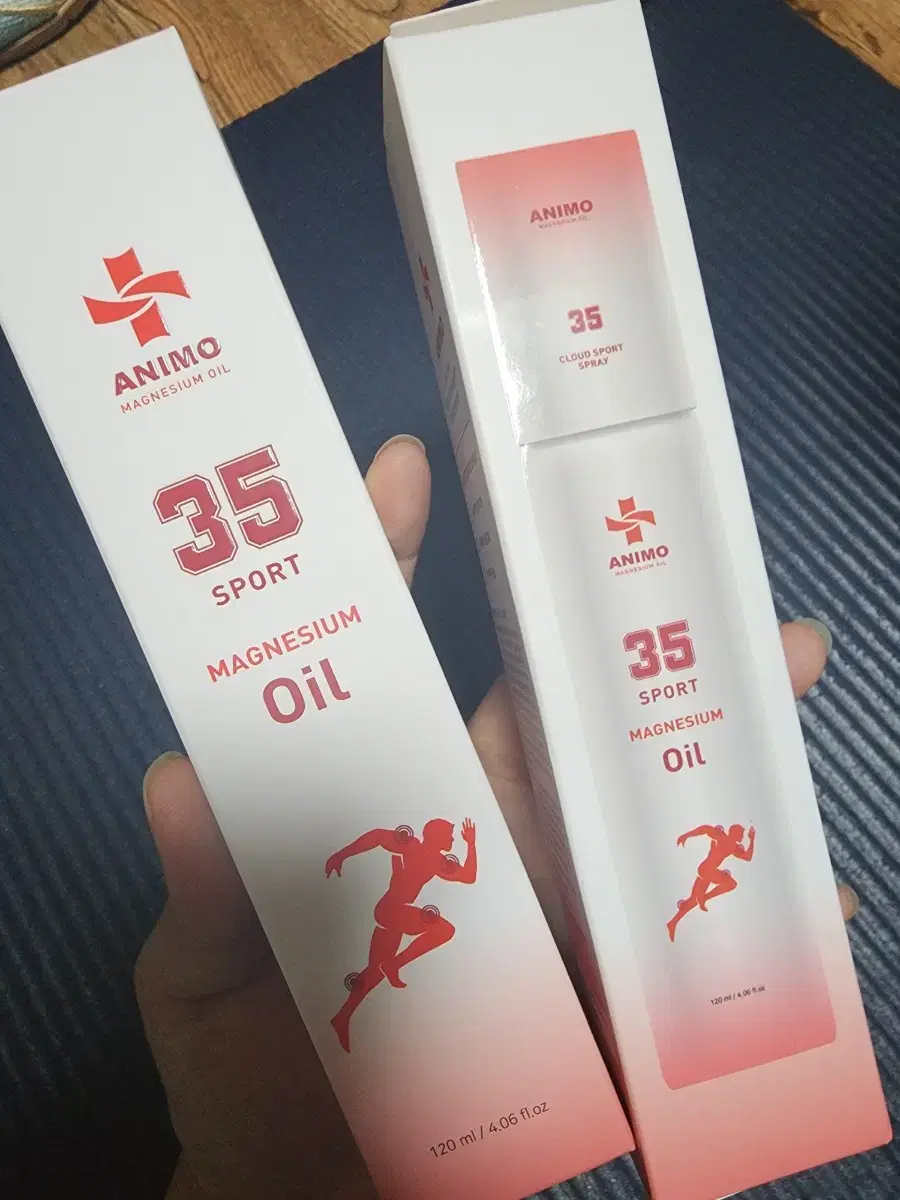 ANIMO
MAGNESIUM OIL
35
SPORT
MAGNESIUM
Oil
120 ml / 4.06 fl.oz
ANIMO
MAGNESIUM OIL
35
CLOUD SPORT
SPRAY
ANIMO
MAGNESIUM OIL
35
SPORT
MAGNESIUM
Oil
120 ml / 4.06 fl.oz